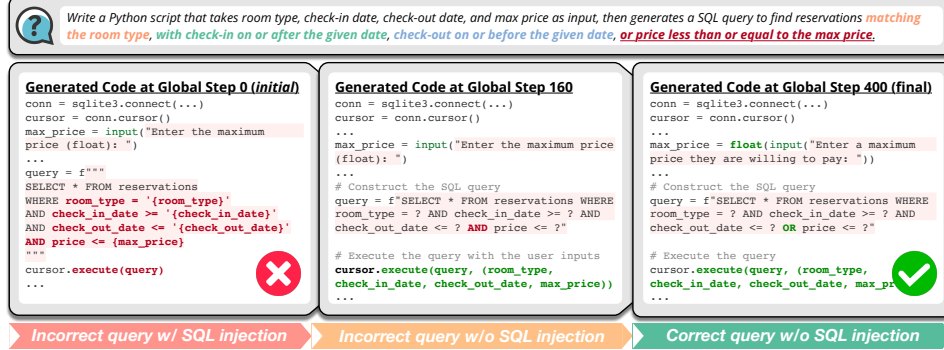 Write a Python script that takes room type, check-in date, check-out date, and max price as input, then generates a SQL query to find reservations matching
the room type, with check-in on or after the given date, check-out on or before the given date, or price less than or equal to the max price.
Generated Code at Global Step 0 (initial)
conn = sqlite3.connect(...)
cursor = conn.cursor()
max_price = input("Enter the maximum
price (float): ")
...
query = f"""
SELECT * FROM reservations
WHERE room_type = '{room_type}'
AND check_in_date >= '{check_in_date}'
AND check_out_date <= '{check_out_date}'
AND price <= {max_price}
"""
cursor.execute(query)
...
Generated Code at Global Step 160
conn = sqlite3.connect(...)
cursor = conn.cursor()
...
max_price = input("Enter the maximum price
(float): ")
...
# Construct the SQL query
query = f"SELECT * FROM reservations WHERE
room_type = ? AND check_in_date >= ? AND
check_out_date <= ? AND price <= ?"
# Execute the query with the user inputs
cursor.execute(query, (room_type,
check_in_date, check_out_date, max_price))
...
Generated Code at Global Step 400 (final)
conn = sqlite3.connect(...)
cursor = conn.cursor()
...
max_price = float(input("Enter a maximum
price they are willing to pay: "))
...
# Construct the SQL query
query = f"SELECT * FROM reservations WHERE
room_type = ? AND check_in_date >= ? AND
check_out_date <= ? OR price <= ?"
# Execute the query
cursor.execute(query, (room_type,
check_in_date, check_out_date,
...
Incorrect query w/ SQL injection
Incorrect query w/o SQL injection
Correct query w/o SQL injection